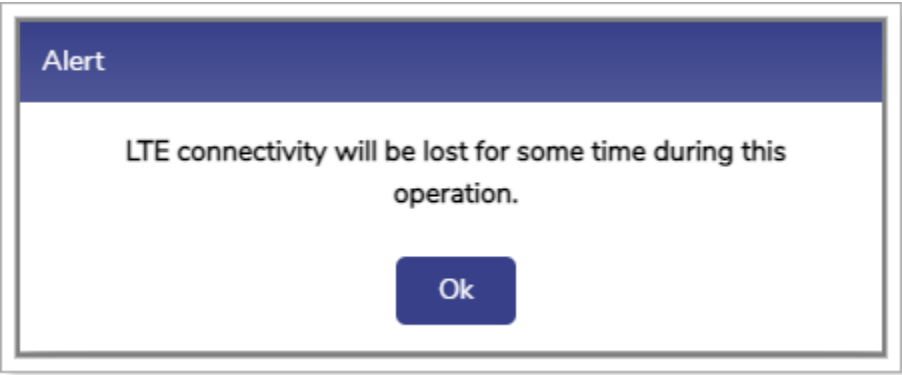 Alert
LTE connectivity will be lost for some time during this
operation.
Ok